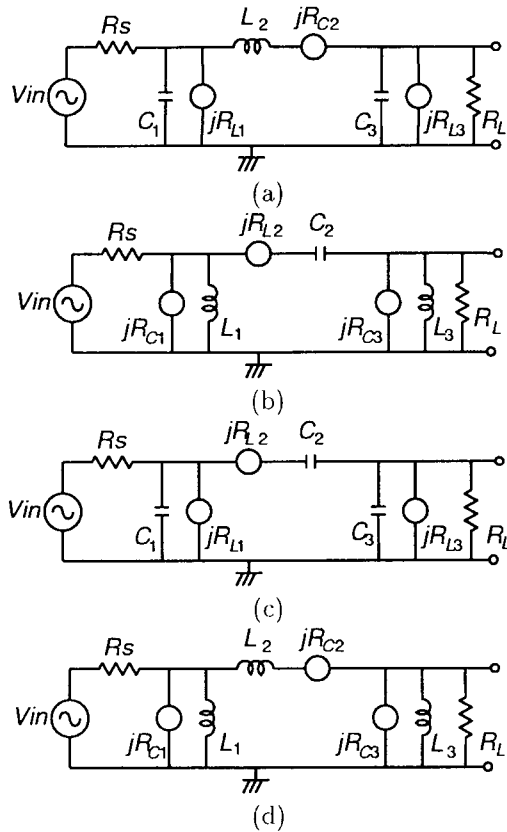 Rs L2 jRC2
Vin C1 jRL1 C3 jRL3 RL
(a)
Rs jRL2 C2
Vin jRC1 L1 jRC3 L3 RL
(b)
Rs jRL2 C2
Vin C1 jRL1 C3 jRL3 RL
(c)
Rs L2 jRC2
Vin jRC1 L1 jRC3 L3 RL
(d)